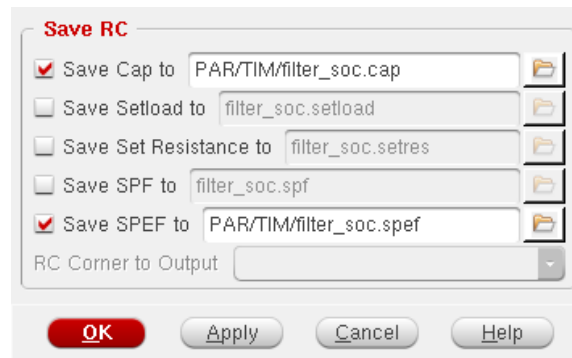 Save RC
Save Cap to PAR/TIM/filter_soc.cap
Save Setload to filter_soc.setload
Save Set Resistance to filter_soc.setres
Save SPF to filter_soc.spf
Save SPEF to PAR/TIM/filter_soc.spef
RC Corner to Output
OK Apply Cancel Help